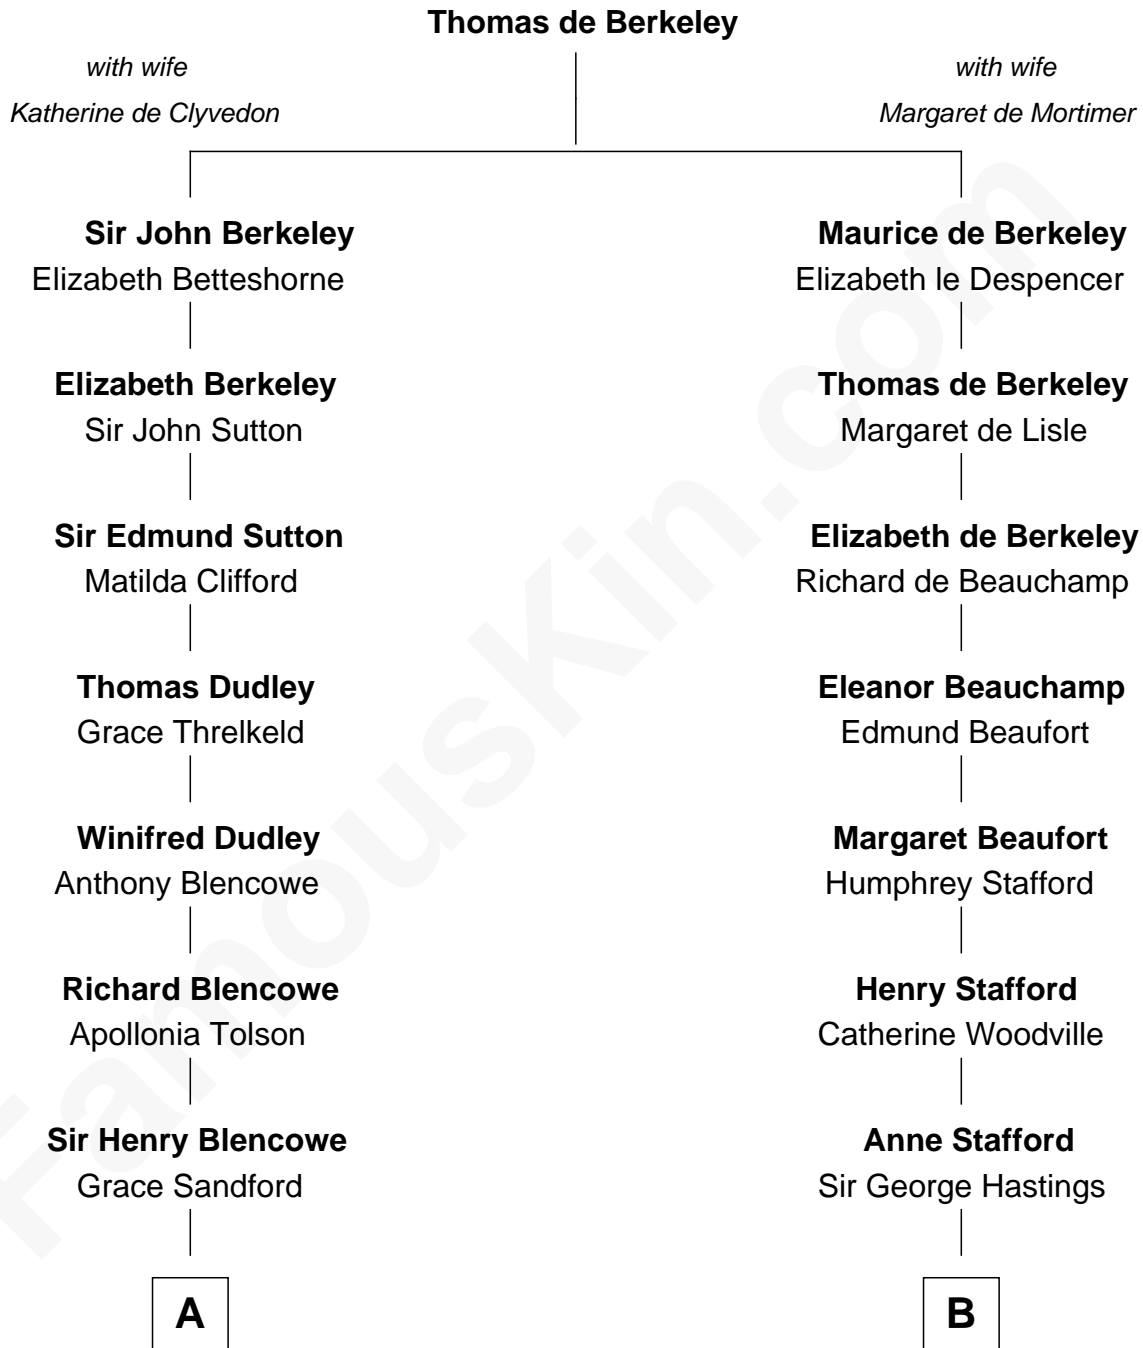 Thomas de Berkeley
with wife
Katherine de Clyvedon
with wife
Margaret de Mortimer
Sir John Berkeley
Elizabeth Betteshorne
Maurice de Berkeley
Elizabeth le Despencer
Elizabeth Berkeley
Sir John Sutton
Thomas de Berkeley
Margaret de Lisle
Sir Edmund Sutton
Matilda Clifford
Elizabeth de Berkeley
Richard de Beauchamp
Thomas Dudley
Grace Threlkeld
Eleanor Beauchamp
Edmund Beaufort
Winifred Dudley
Anthony Blencowe
Margaret Beaufort
Humphrey Stafford
Richard Blencowe
Apollonia Tolson
Henry Stafford
Catherine Woodville
Sir Henry Blencowe
Grace Sandford
Anne Stafford
Sir George Hastings
A
B
FamousKin.com